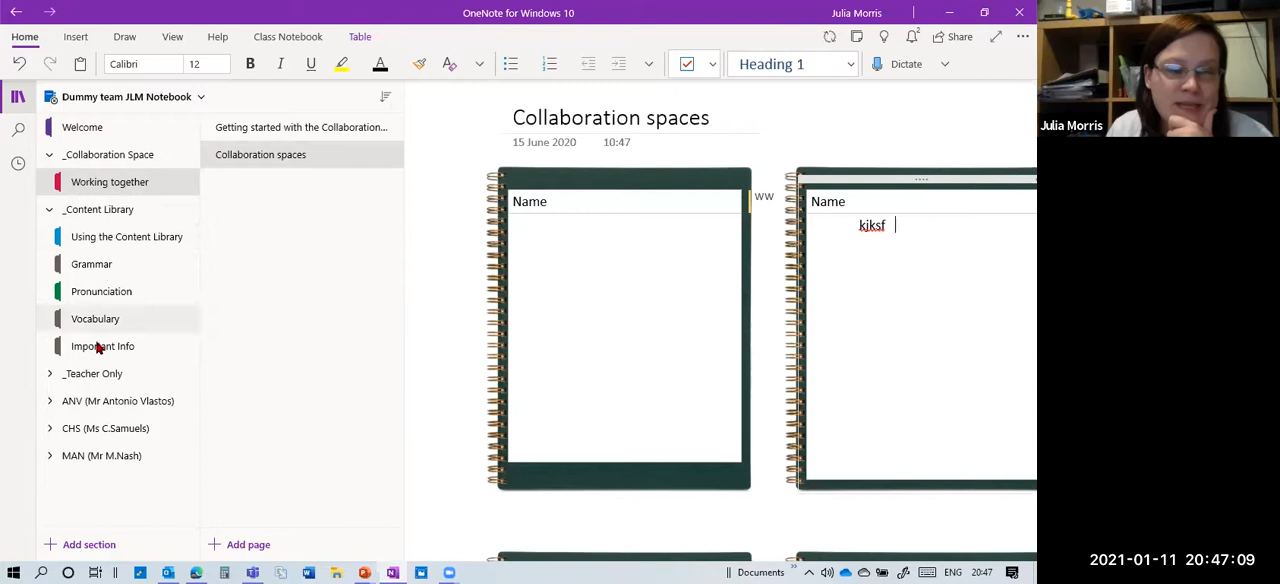 OneNote for Windows 10
Julia Morris
Home Insert Draw View Help Class Notebook Table
Share
Calibri 12 B I U A Heading 1 Dictate
Dummy team JLM Notebook
Welcome
_Collaboration Space
Working together
_Content Library
Using the Content Library
Grammar
Pronunciation
Vocabulary
Important Info
_Teacher Only
ANV (Mr Antonio Vlastos)
CHS (Ms C.Samuels)
MAN (Mr M.Nash)
Add section
Getting started with the Collaboration...
Collaboration spaces
Add page
Collaboration spaces
15 June 2020 10:47
Name
ww
Name
kjksf
Julia Morris
2021-01-11 20:47:09
Documents
ENG 20:47